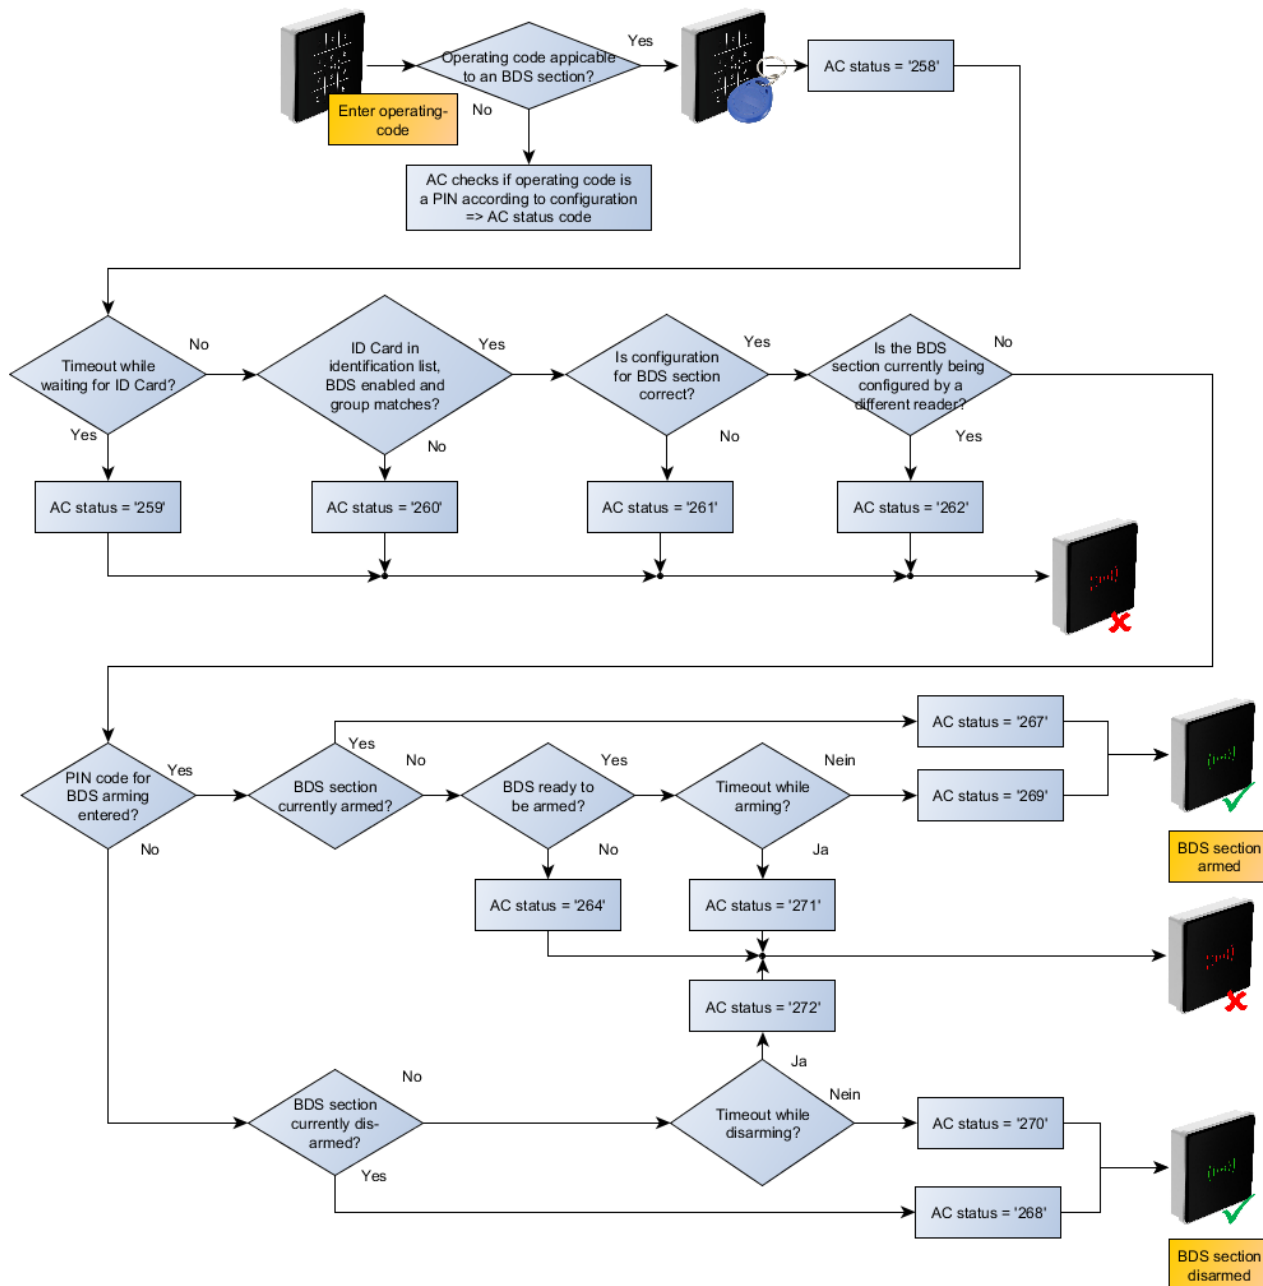 Operating code appicable
to an BDS section?
Yes
AC status = '258'
Enter operating-
code
No
AC checks if operating code is
a PIN according to configuration
=> AC status code
Timeout while
waiting for ID Card?
No
Yes
ID Card in
identification list,
BDS enabled and
group matches?
Yes
No
Is configuration
for BDS section
correct?
Yes
No
Is the BDS
section currently being
configured by a
different reader?
No
Yes
AC status = '259'
AC status = '260'
AC status = '261'
AC status = '262'
AC status = '267'
PIN code for
BDS arming
entered?
Yes
No
BDS section
currently armed?
Yes
No
BDS ready to
be armed?
Yes
No
Timeout while
arming?
Nein
Ja
AC status = '269'
BDS section
armed
AC status = '264'
AC status = '271'
AC status = '272'
BDS section
currently dis-
armed?
No
Yes
Timeout while
disarming?
Ja
Nein
AC status = '270'
AC status = '268'
BDS section
disarmed